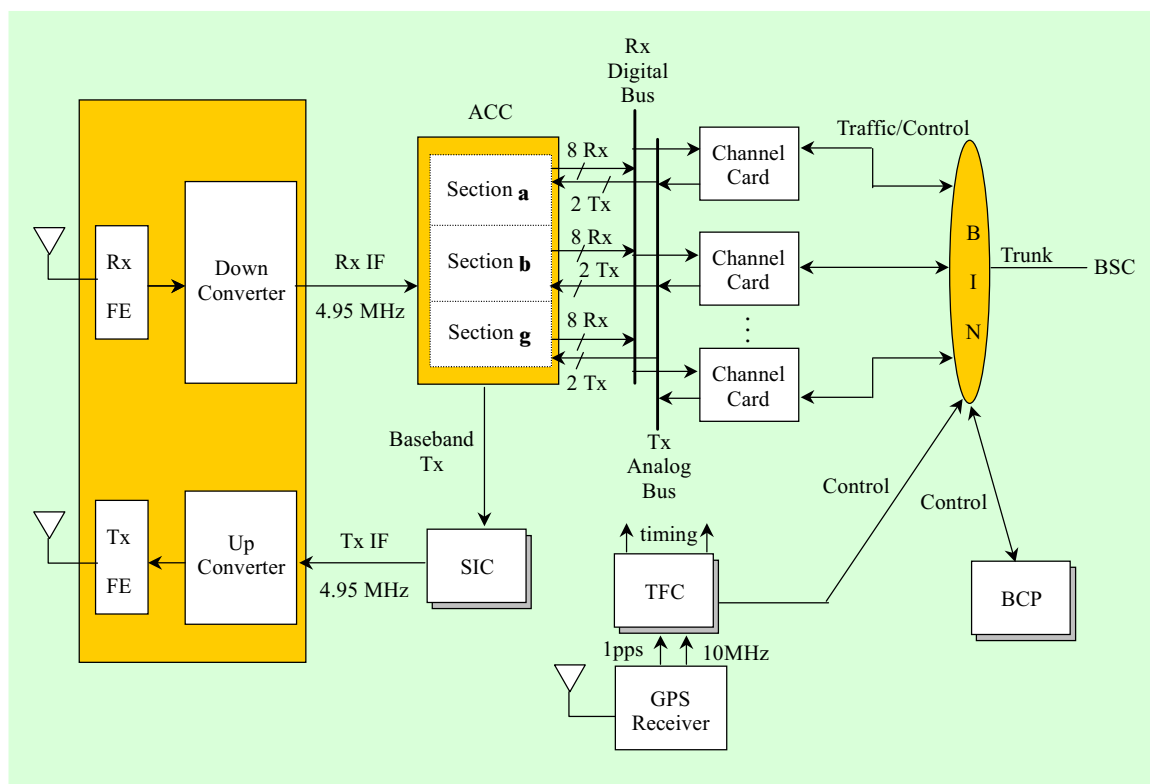 Rx
Digital
Bus
ACC
Traffic/Control
8 Rx
Section a
2 Tx
Channel
Card
Rx
FE
Down
Converter
Rx IF
4.95 MHz
8 Rx
Section b
2 Tx
Channel
Card
B
I
N
Trunk
BSC
Section g
8 Rx
2 Tx
Channel
Card
Baseband
Tx
Tx
Analog
Bus
Control
Control
Tx
FE
Up
Converter
Tx IF
4.95 MHz
SIC
timing
TFC
BCP
1pps
10MHz
GPS
Receiver